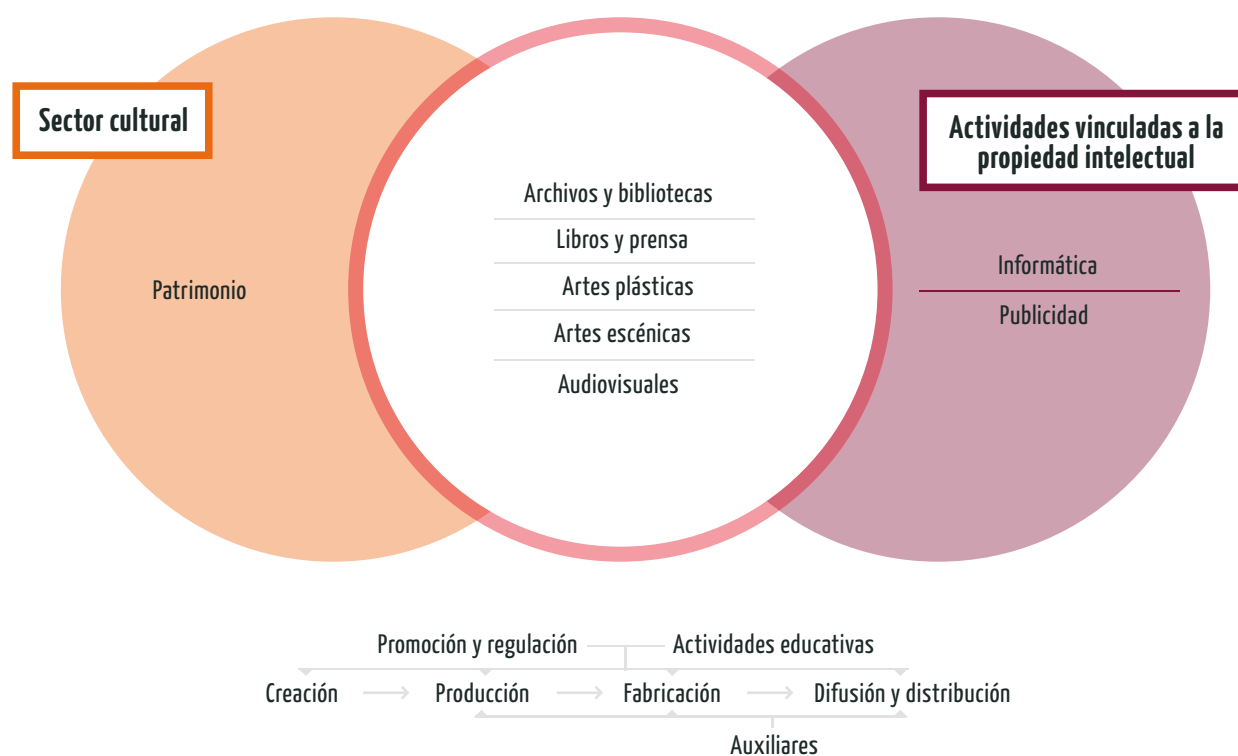 Sector cultural
Actividades vinculadas a la
propiedad intelectual
Patrimonio
Archivos y bibliotecas
Libros y prensa
Artes plásticas
Artes escénicas
Audiovisuales
Informática
Publicidad
Promoción y regulación
Actividades educativas
Creación
Producción
Fabricación
Difusión y distribución
Auxiliares